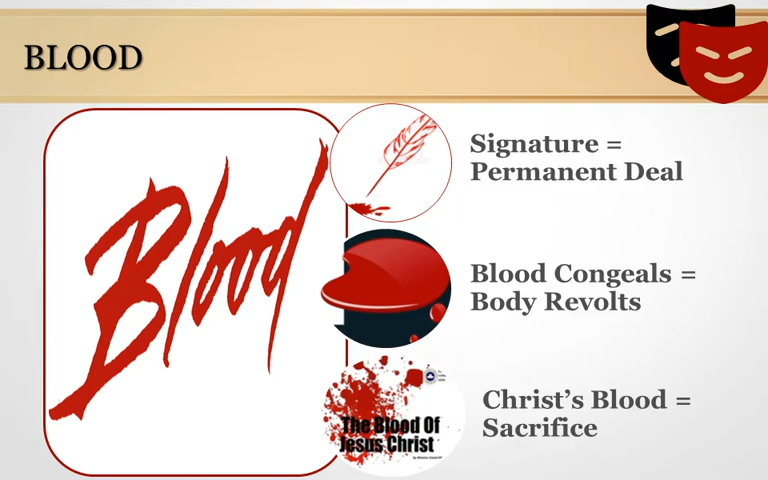 BLOOD
Blood
Signature =
Permanent Deal
Blood Congeals =
Body Revolts
The Blood Of
Jesus Christ
Christ's Blood =
Sacrifice